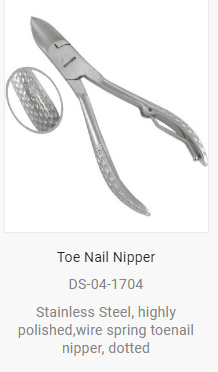 Toe Nail Nipper
DS-04-1704
Stainless Steel, highly
polished,wire spring toenail
nipper, dotted